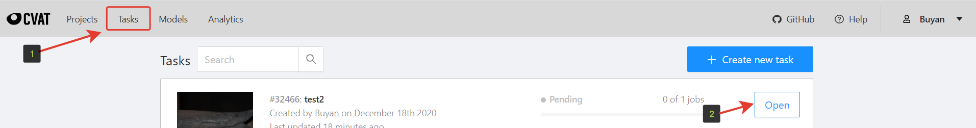 CVAT Projects Tasks Models Analytics GitHub Help Buyan
1
Tasks Search Create new task
#32466: test2 Pending 0 of 1 jobs Open
2
Created by Buyan on December 18th 2020
Last updated 18 minutes ago